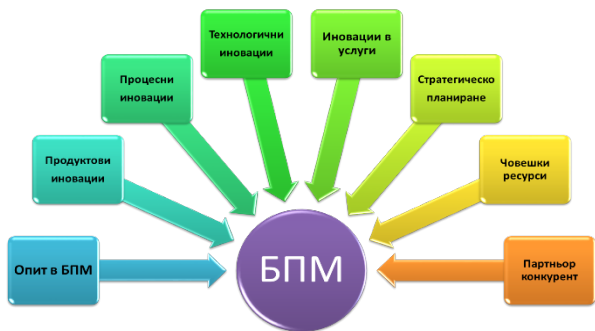 Опит в БПМ
Продуктови
иновации
Процесни
иновации
Технологични
иновации
Иновации в
услуги
Стратегическо
планиране
Човешки
ресурси
Партньор
конкурент
БПМ